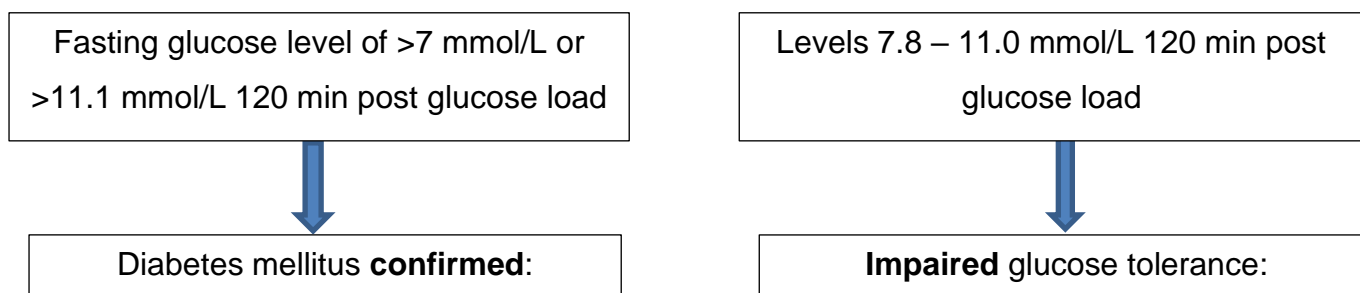 Fasting glucose level of >7 mmol/L or
>11.1 mmol/L 120 min post glucose load
Diabetes mellitus confirmed:
Levels 7.8 – 11.0 mmol/L 120 min post
glucose load
Impaired glucose tolerance: